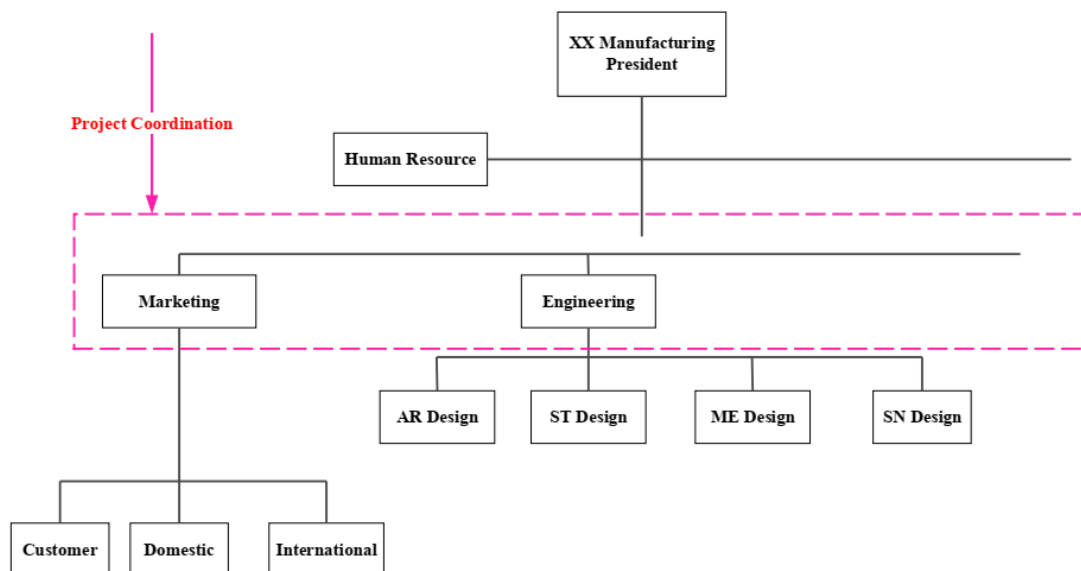 XX Manufacturing
President
Project Coordination
Human Resource
Marketing
Engineering
AR Design
ST Design
ME Design
SN Design
Customer
Domestic
International